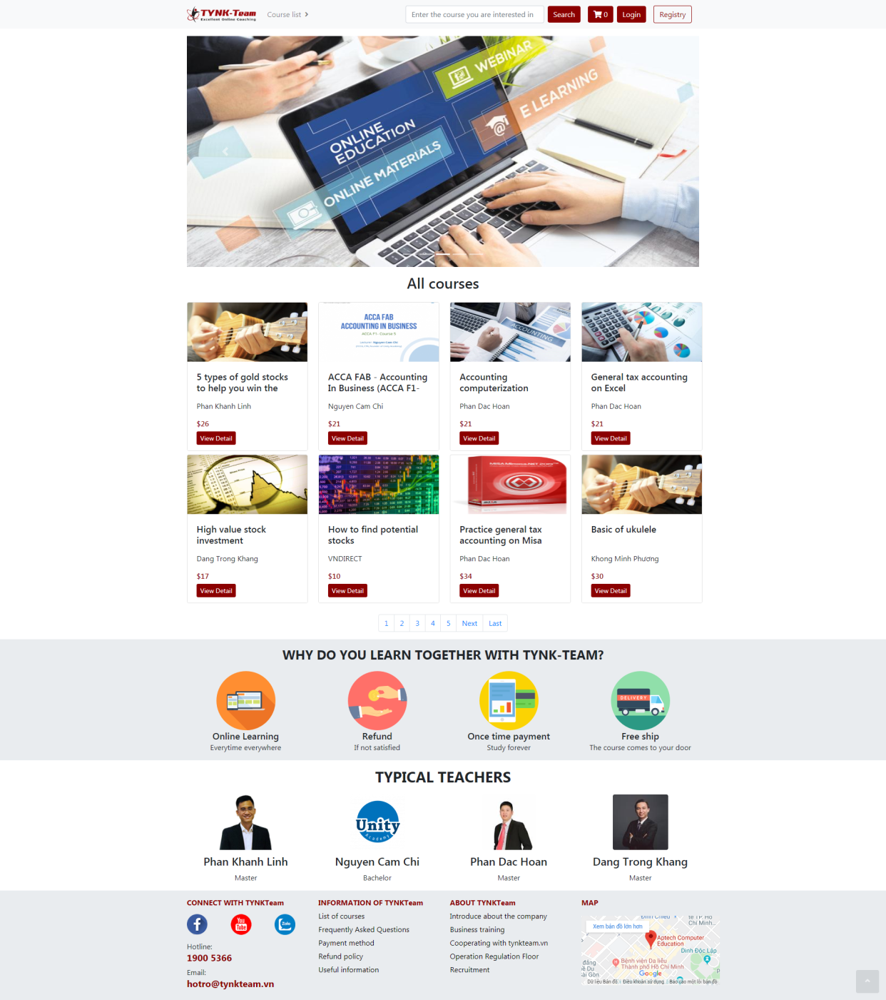 TYNK-Team
Excellent Online Coaching
Course list
Enter the course you are interested in
Search
0
Login
Registry
WEBINAR
E LEARNING
ONLINE
EDUCATION
ONLINE MATERIALS
All courses
ACCA FAB
ACCOUNTING IN BUSINESS
ACCA F1- Course 5
ACCOUNTING
5 types of gold stocks
to help you win the
Phan Khanh Linh
$26
View Detail
ACCA FAB - Accounting
In Business (ACCA F1-
Nguyen Cam Chi
$21
View Detail
Accounting
computerization
Phan Dac Hoan
$21
View Detail
General tax accounting
on Excel
Phan Dac Hoan
$21
View Detail
High value stock
investment
Dang Trong Khang
$17
View Detail
How to find potential
stocks
VNDIRECT
$10
View Detail
Practice general tax
accounting on Misa
Phan Dac Hoan
$34
View Detail
Basic of ukulele
Khong Minh Phương
$30
View Detail
1 2 3 4 5 Next Last
WHY DO YOU LEARN TOGETHER WITH TYNK-TEAM?
Online Learning
Everytime everywhere
Refund
If not satisfied
Once time payment
Study forever
DELIVERY
Free ship
The course comes to your door
TYPICAL TEACHERS
Phan Khanh Linh
Master
Unity
Academy
Nguyen Cam Chi
Bachelor
Phan Dac Hoan
Master
Dang Trong Khang
Master
CONNECT WITH TYNKTeam
You
Tube
Zalo
Hotline:
1900 5366
Email:
hotro@tynkteam.vn
INFORMATION OF TYNKTeam
List of courses
Frequently Asked Questions
Payment method
Refund policy
Useful information
ABOUT TYNKTeam
Introduce about the company
Business training
Cooperating with tynkteam.vn
Operation Regulation Floor
Recruitment
MAP
Xem bản đồ lớn hơn
Chí Minh...
Aptech Computer
Education
Dinh Độc Lập
Bệnh viện Da liễu
Thành phố Hồ Chí Minh
Google
Dữ liệu Bản đồ
Điều khoản sử dụng
Báo cáo một lỗi bản đồ